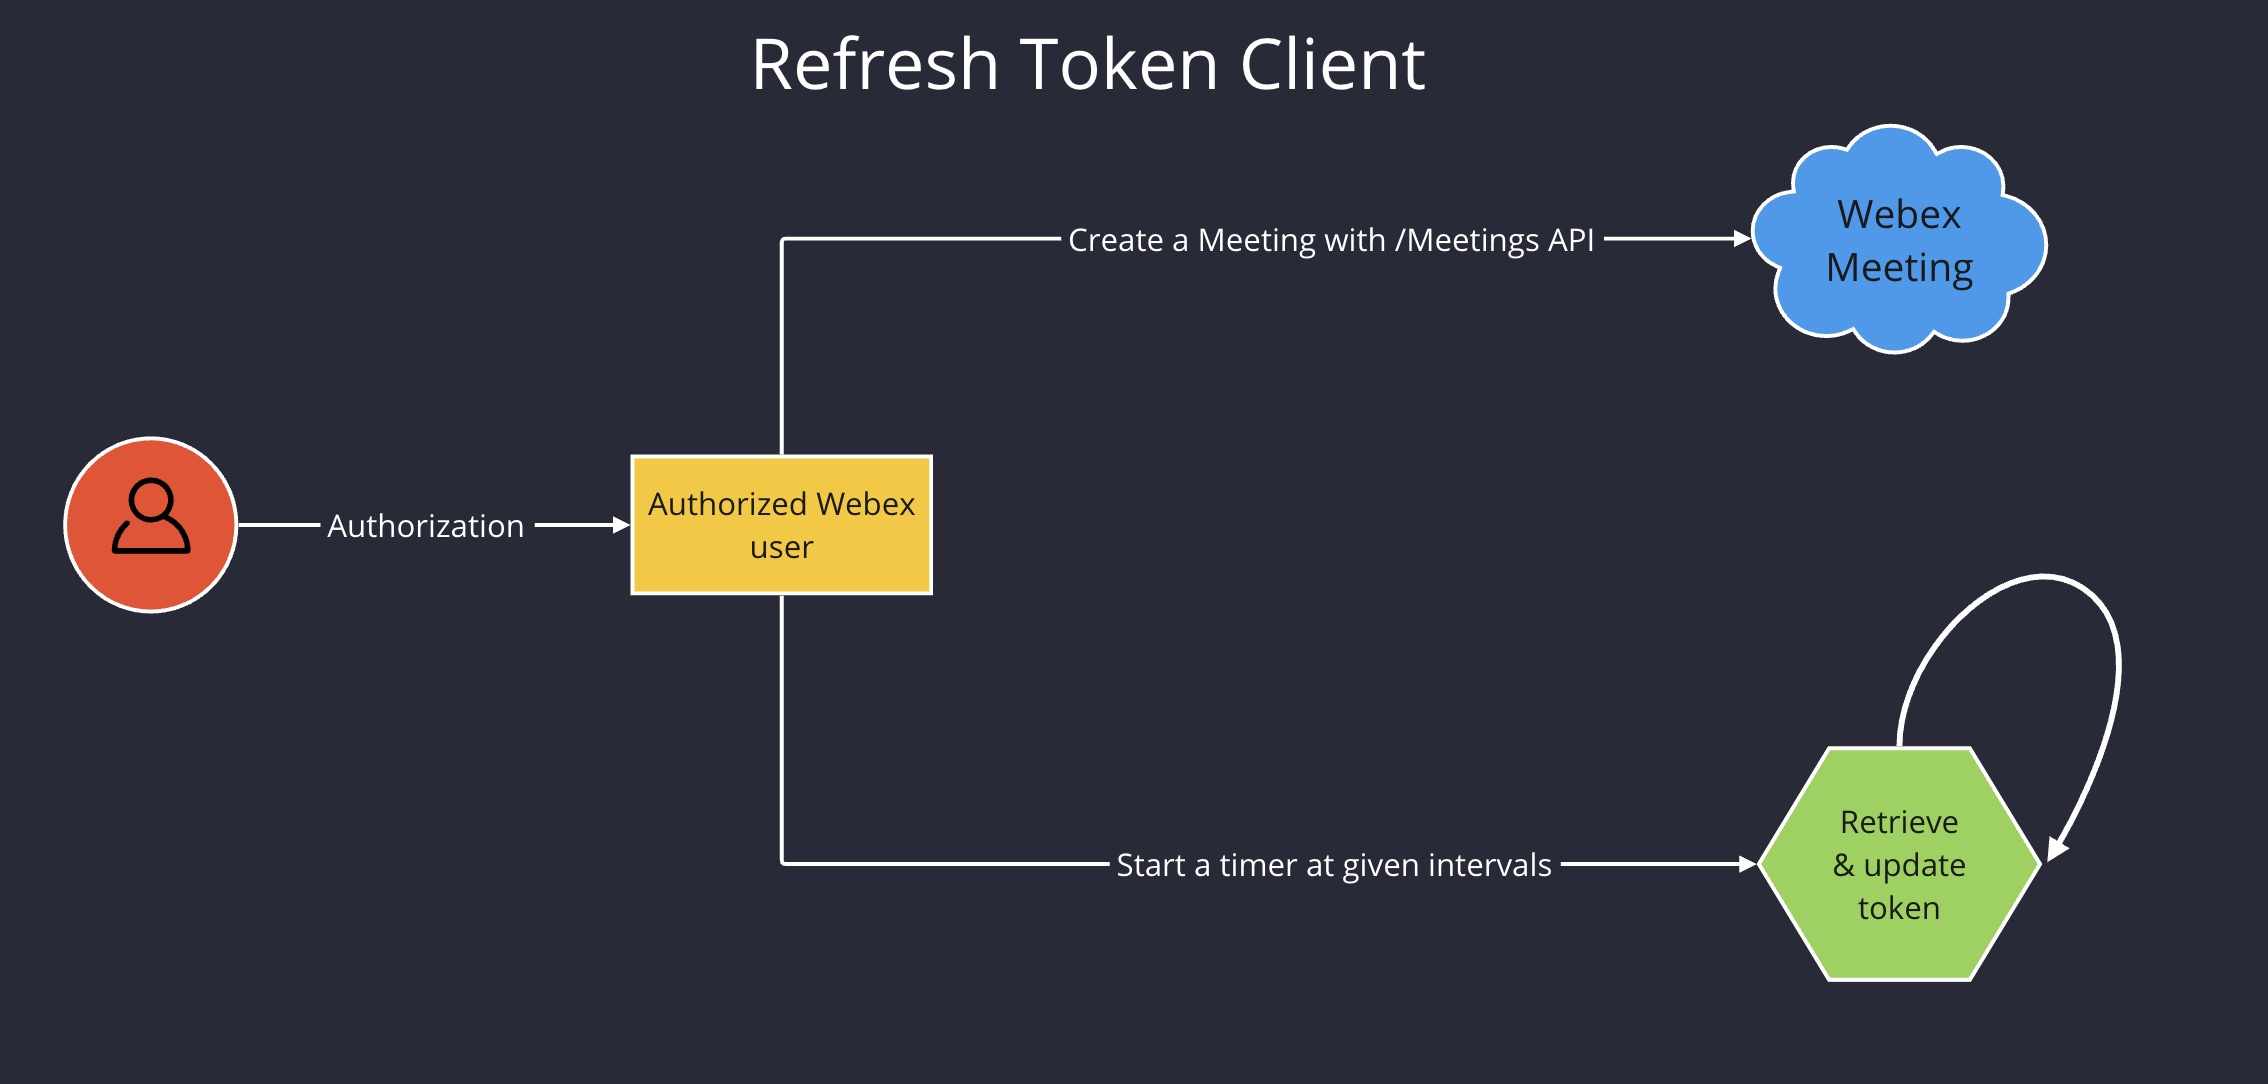 Refresh Token Client
Webex
Meeting
Create a Meeting with /Meetings API
Authorization
Authorized Webex
user
Start a timer at given intervals
Retrieve
& update
token